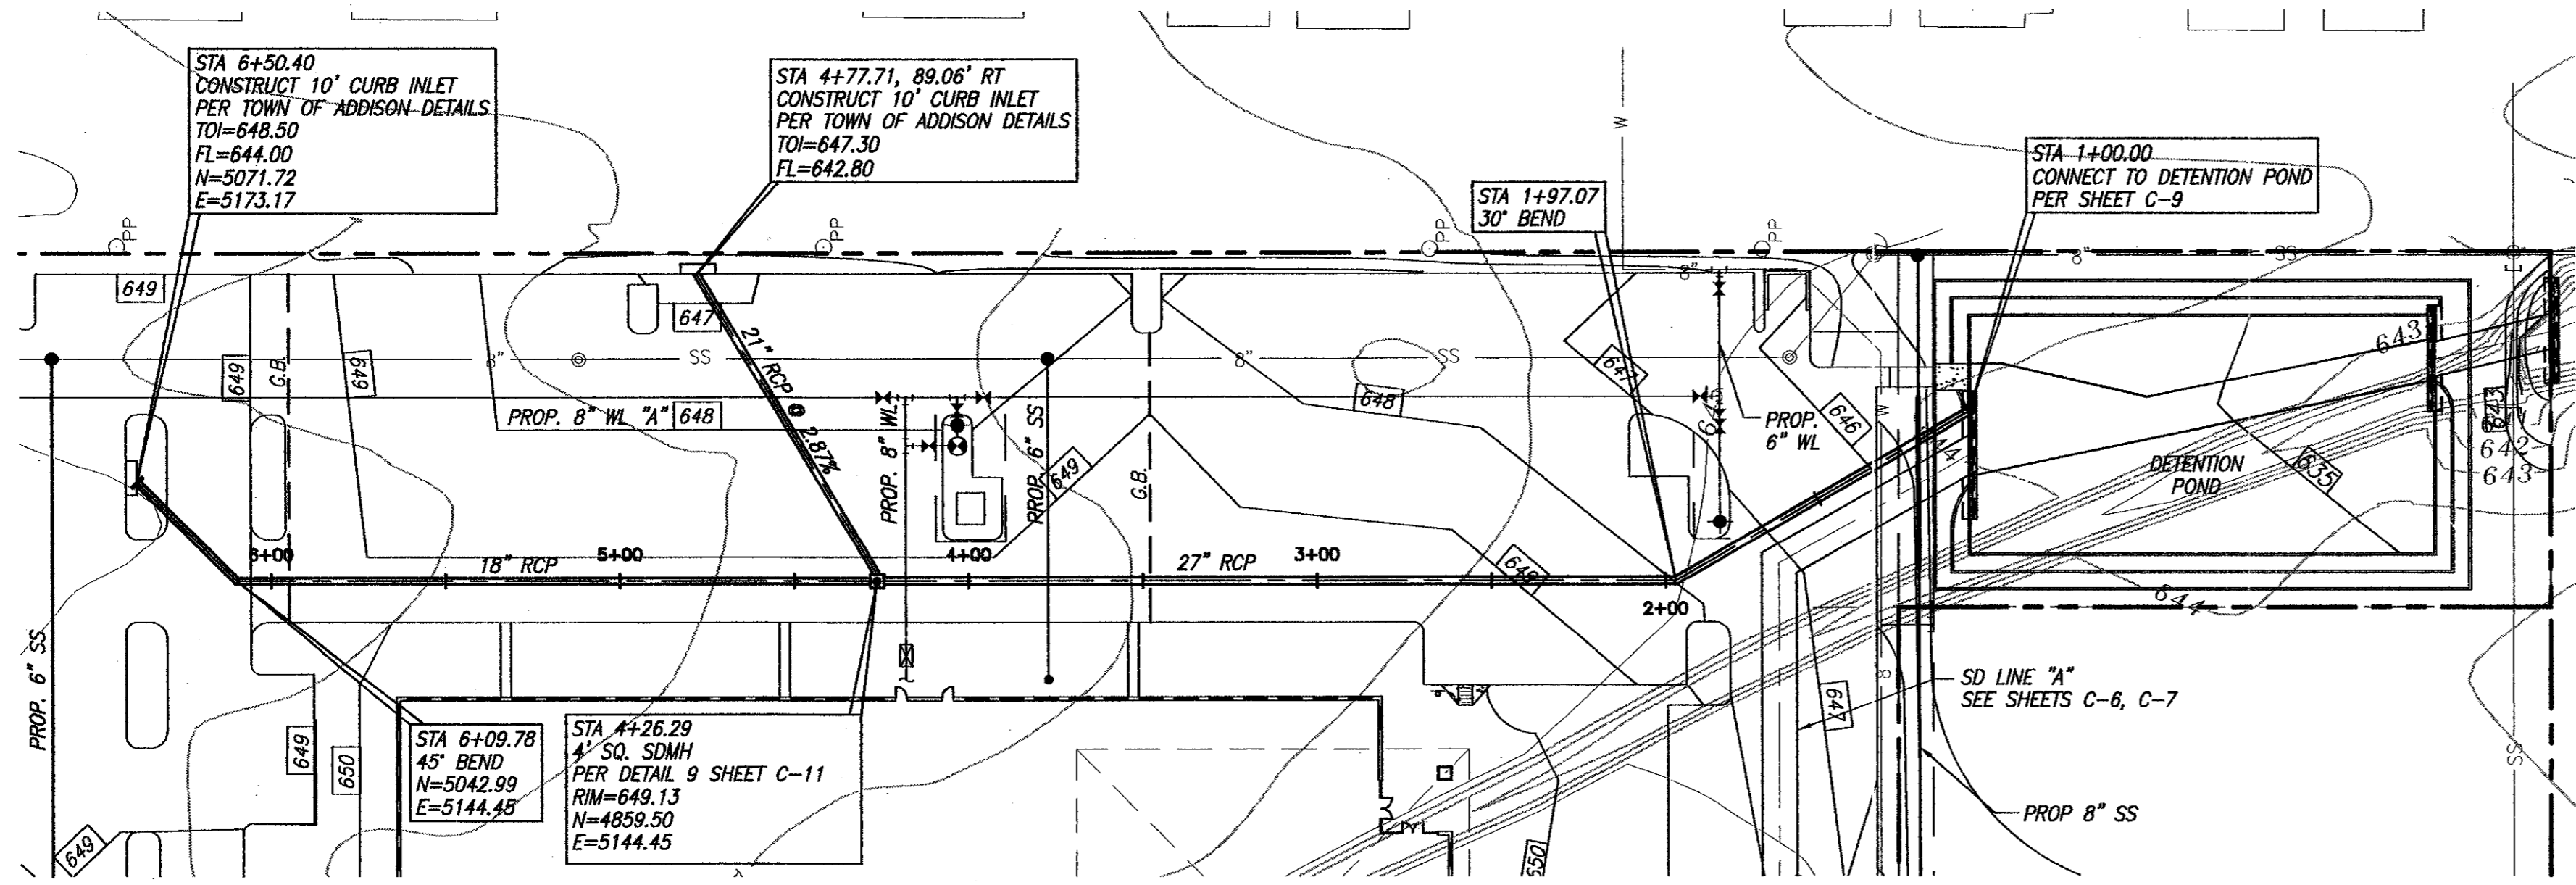 STA 6+50.40
CONSTRUCT 10' CURB INLET
PER TOWN OF ADDISON DETAILS
TOI=648.50
FL=644.00
N=5071.72
E=5173.17
STA 4+77.71, 89.06' RT
CONSTRUCT 10' CURB INLET
PER TOWN OF ADDISON DETAILS
TOI=647.30
FL=642.80
STA 1+97.07
30° BEND
STA 1+00.00
CONNECT TO DETENTION POND
PER SHEET C-9
W
PP
PP
PP
PP
8"
8"
SS
E
649
647
649
G.B.
649
8"
SS
8"
SS
21" RCP @ 2.87%
PROP. 8" WL "A"
648
PROP. 8" WL
PROP. 6" SS
649
G.B.
648
647
PROP.
6" WL
646
W
643
643
642
643
635
DETENTION
POND
644
6+00
5+00
4+00
3+00
2+00
18" RCP
27" RCP
649
PROP. 6" SS
649
650
649
647
8
SS
650
SD LINE "A"
SEE SHEETS C-6, C-7
PROP 8" SS
STA 6+09.78
45° BEND
N=5042.99
E=5144.45
STA 4+26.29
4' SQ. SDMH
PER DETAIL 9 SHEET C-11
RIM=649.13
N=4859.50
E=5144.45